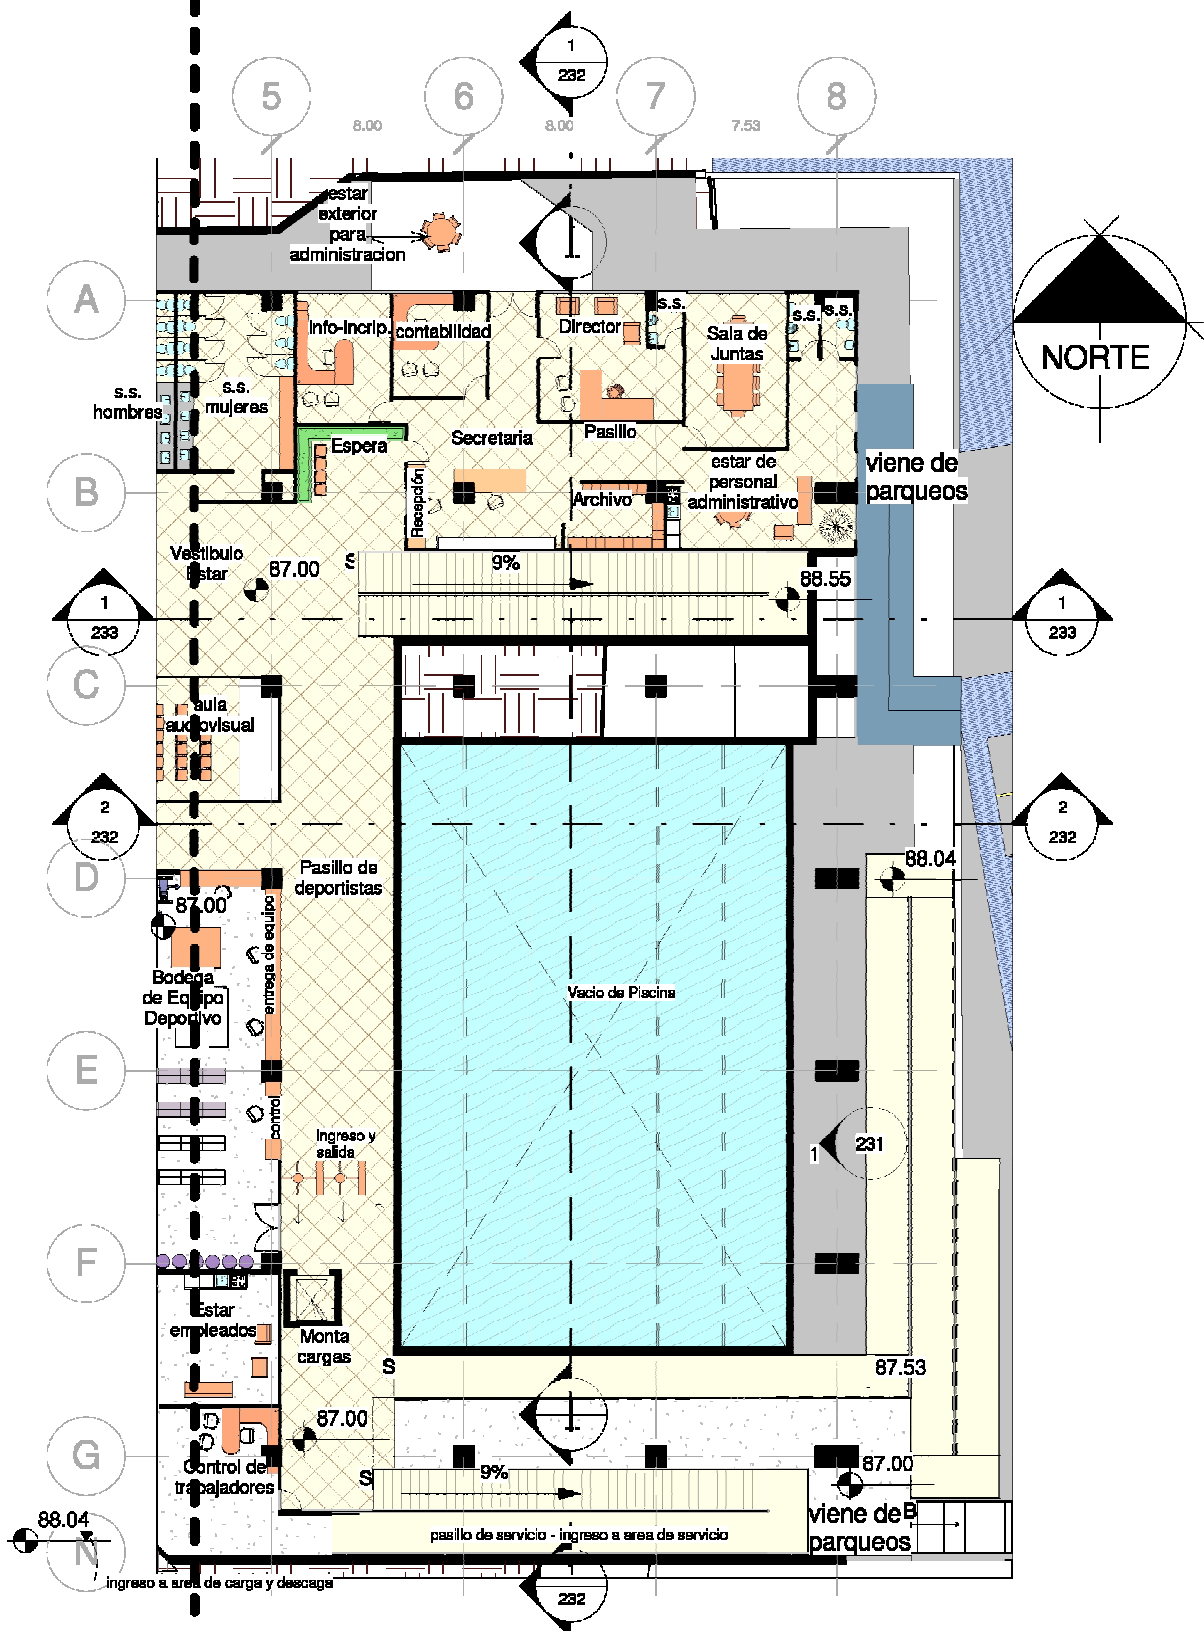 1
232
5
6
7
8
8.00
8.00
7.53
estar
exterior
para
administracion
A
Info-Incrip.
contabilidad
Director
s.s.
Sala de
Juntas
s.s.
s.s.
NORTE
s.s.
hombres
s.s.
mujeres
Espera
Secretaria
Pasillo
estar de
personal
administrativo
viene de
parqueos
B
Recepción
Archivo
Vestibulo
Estar
87.00
S
9%
88.55
1
233
1
233
C
aula
audiovisual
2
232
2
232
D
Pasillo de
deportistas
88.04
87.00
entrega de equipo
Bodega
de Equipo
Deportivo
Vacio de Piscina
E
control
Ingreso y
salida
1
231
F
Estar
empleados
Monta
cargas
S
87.53
87.00
G
Control de
trabajadores
S
9%
87.00
viene de
parqueos
B
88.04
N
pasillo de servicio - ingreso a area de servicio
ingreso a area de carga y descaga
232